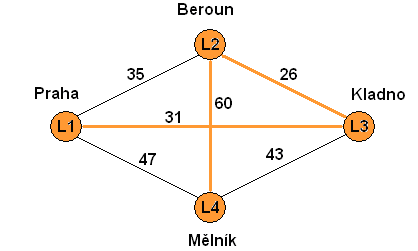 Beroun
L2
35
26
Praha
60
Kladno
L1
31
L3
47
43
L4
Mělník